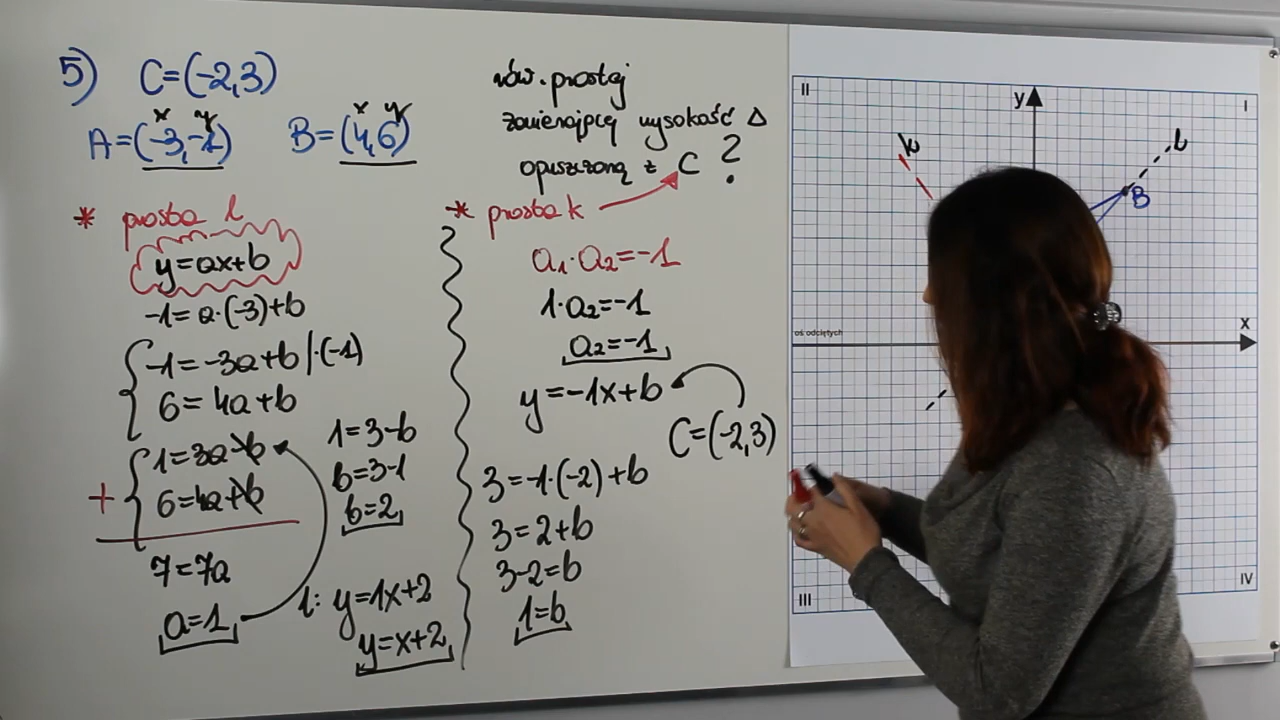 5) C=(-2,3)
x y x y
A=(-3,-1) B=(4,6)
rów. prostej
zawierającą wysokość Δ
opuszczoną z C ?
* prosta l
y=ax+b
-1=a·(-3)+b
-1=-3a+b |·(-1)
6=4a+b
1=3a-b
+ 6=4a+b
7=7a
a=1
1=3-b
b=3-1
b=2
l: y=1x+2
y=x+2
* prosta k
a₁·a₂=-1
1·a₂=-1
a₂=-1
y=-1x+b
C=(-2,3)
3=-1·(-2)+b
3=2+b
3-2=b
1=b
II
y
I
k
l
B
oś odciętych
x
III
IV